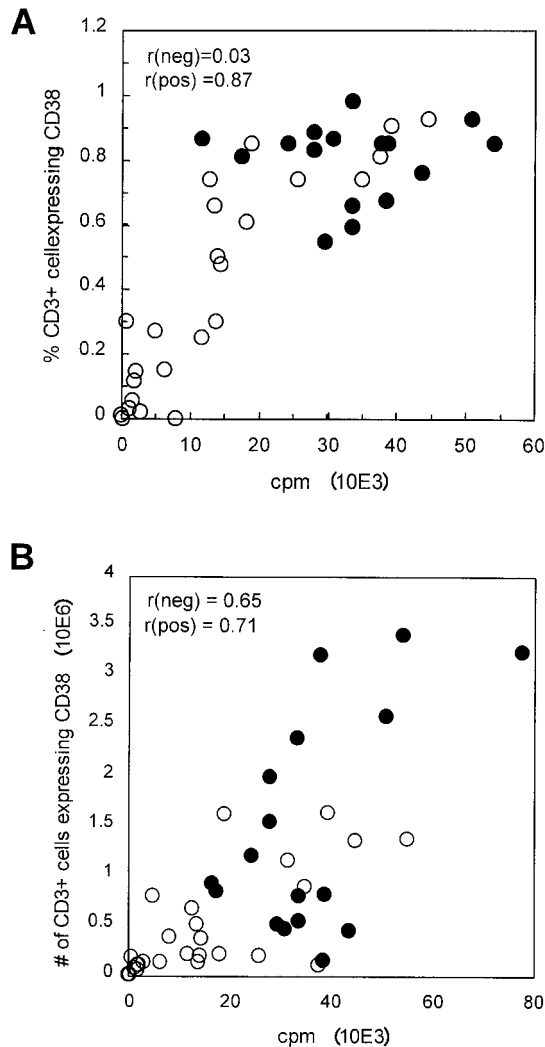 A
r(neg)=0.03
r(pos) =0.87
% CD3+ cellexpressing CD38
1.2
1
0.8
0.6
0.4
0.2
0
0 10 20 30 40 50 60
cpm (10E3)
B
r(neg) = 0.65
r(pos) = 0.71
# of CD3+ cells expressing CD38 (10E6)
4
3.5
3
2.5
2
1.5
1
0.5
0
0 20 40 60 80
cpm (10E3)